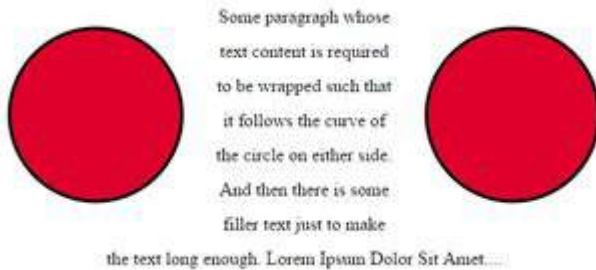 Some paragraph whose
text content is required
to be wrapped such that
it follows the curve of
the circle on either side.
And then there is some
filler text just to make
the text long enough. Lorem Ipsum Dolor Sit Amet....